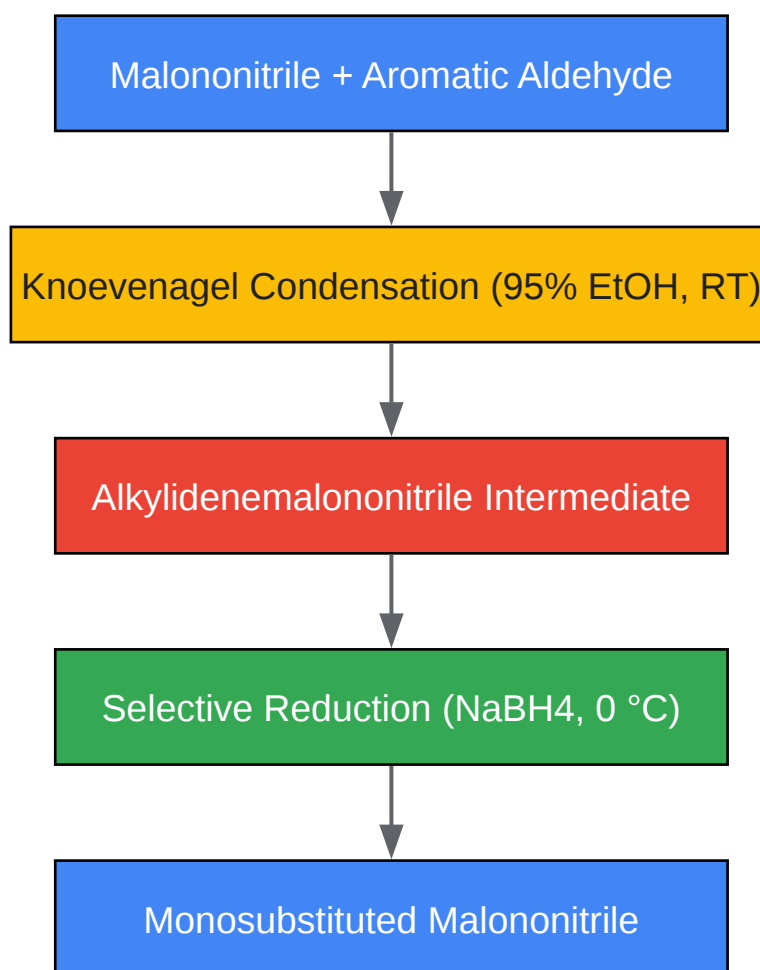 Malononitrile + Aromatic Aldehyde
Knoevenagel Condensation (95% EtOH, RT)
Alkylidenemalononitrile Intermediate
Selective Reduction (NaBH4, 0 °C)
Monosubstituted Malononitrile